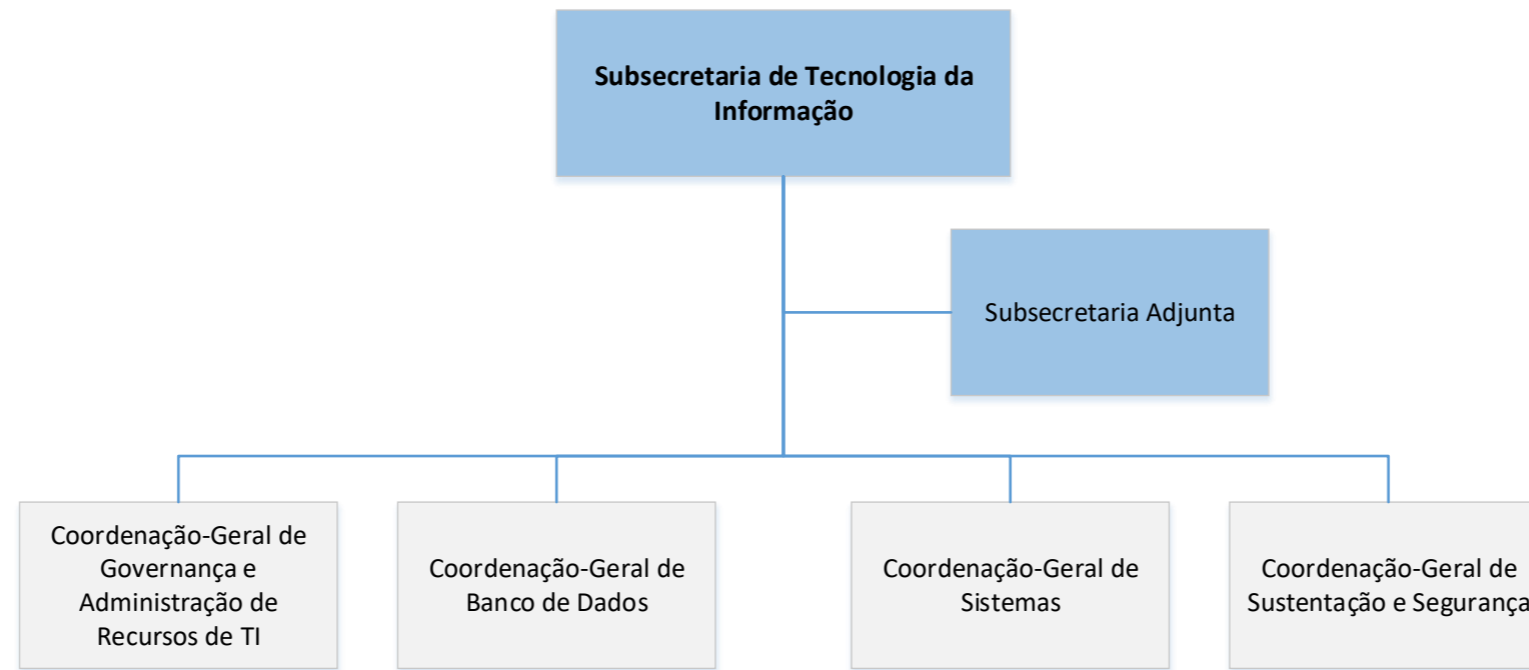 Subsecretaria de Tecnologia da
Informação
Subsecretaria Adjunta
Coordenação-Geral de
Governança e
Administração de
Recursos de TI
Coordenação-Geral de
Banco de Dados
Coordenação-Geral de
Sistemas
Coordenação-Geral de
Sustentação e Segurança